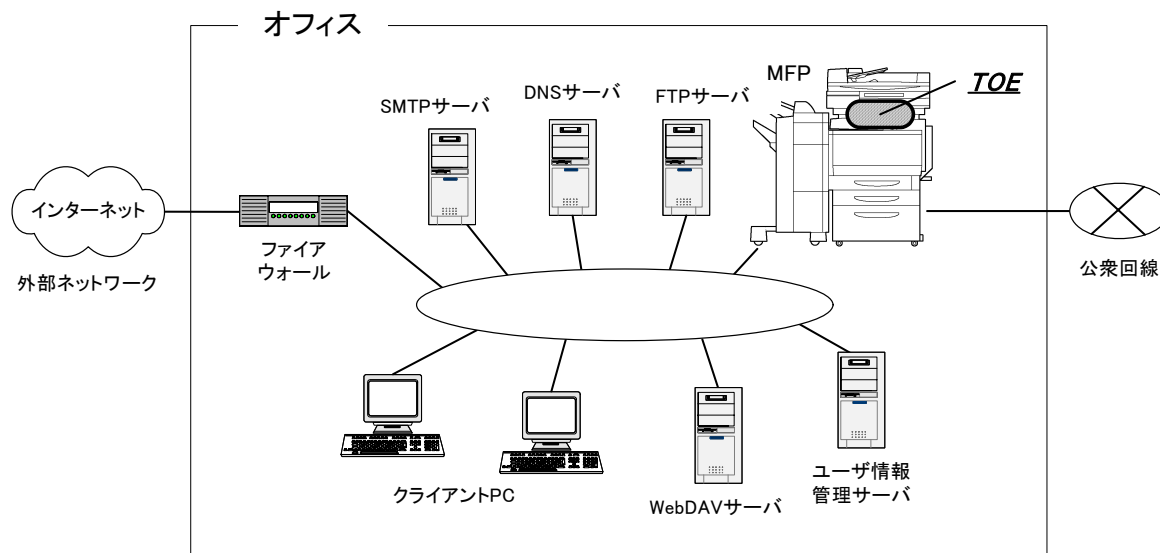 オフィス
MFP
TOE
SMTPサーバ
DNSサーバ
FTPサーバ
インターネット
外部ネットワーク
ファイア
ウォール
公衆回線
クライアントPC
WebDAVサーバ
ユーザ情報
管理サーバ